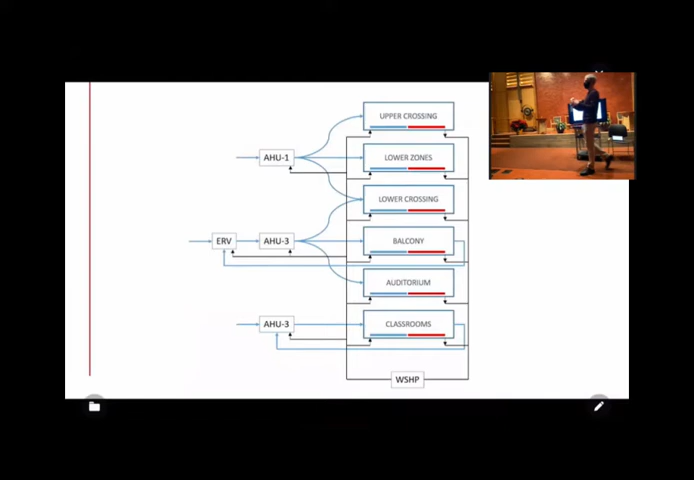 UPPER CROSSING
AHU-1
LOWER ZONES
LOWER CROSSING
ERV
AHU-3
BALCONY
AUDITORIUM
AHU-3
CLASSROOMS
WSHP